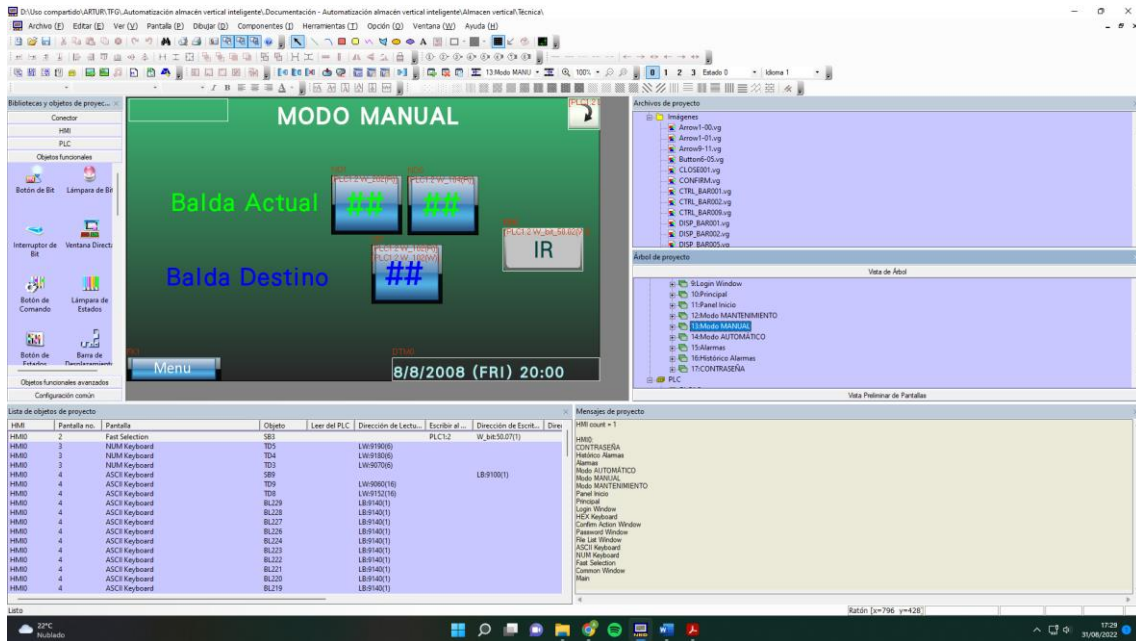 D:\Uso compartido\ARTUR\TFG\.Automatización almacén vertical inteligente\.Documentación - Automatización almacén vertical inteligente\Almacen vertical\Técnica\
Archivo (F) Editar (E) Ver (V) Pantalla (P) Dibujar (D) Componentes (I) Herramientas (T) Opción (O) Ventana (W) Ayuda (H)
13:Modo MANU 100% 0 1 2 3 Estado 0 Idioma 1
Bibliotecas y objetos de proyec...
Conector
HMI
PLC
Objetos funcionales
Botón de Bit Lámpara de Bit
Interruptor de Bit Ventana Directa
Botón de Comando Lámpara de Estados
Botón de Estados Barra de Desplazamiento
Objetos funcionales avanzados
Configuración común
MODO MANUAL
Balda Actual ## ##
Balda Destino ##
IR
Menu
8/8/2008 (FRI) 20:00
Archivos de proyecto
Imágenes
Arrow1-00.vg
Arrow1-01.vg
Arrow9-11.vg
Button6-05.vg
CLOSE001.vg
CONFIRM.vg
CTRL_BAR001.vg
CTRL_BAR002.vg
CTRL_BAR009.vg
DISP_BAR001.vg
DISP_BAR002.vg
DISP_BAR005.vg
Árbol de proyecto
Vista de Árbol
9:Login Window
10:Principal
11:Panel Inicio
12:Modo MANTENIMIENTO
13:Modo MANUAL
14:Modo AUTOMÁTICO
15:Alarmas
16:Histórico Alarmas
17:CONTRASEÑA
PLC
Vista Preliminar de Pantallas
Lista de objetos de proyecto
HMI Pantalla no. Pantalla Objeto Leer del PLC Dirección de Lectu... Escribir al ... Dirección de Escrit... Direc
HMI0 2 Fast Selection SB3 PLC1:2 W_bit:50.07(1)
HMI0 3 NUM Keyboard TD5 LW:9190(6)
HMI0 3 NUM Keyboard TD4 LW:9180(6)
HMI0 3 NUM Keyboard TD3 LW:9070(6)
HMI0 4 ASCII Keyboard SB9 LB:9100(1)
HMI0 4 ASCII Keyboard TD9 LW:9060(16)
HMI0 4 ASCII Keyboard TD8 LW:9152(16)
HMI0 4 ASCII Keyboard BL229 LB:9140(1)
HMI0 4 ASCII Keyboard BL228 LB:9140(1)
HMI0 4 ASCII Keyboard BL227 LB:9140(1)
HMI0 4 ASCII Keyboard BL226 LB:9140(1)
HMI0 4 ASCII Keyboard BL224 LB:9140(1)
HMI0 4 ASCII Keyboard BL223 LB:9140(1)
HMI0 4 ASCII Keyboard BL222 LB:9140(1)
HMI0 4 ASCII Keyboard BL221 LB:9140(1)
HMI0 4 ASCII Keyboard BL220 LB:9140(1)
HMI0 4 ASCII Keyboard BL219 LB:9140(1)
Mensajes de proyecto
HMI count = 1
HMI0:
CONTRASEÑA
Histórico Alarmas
Alarmas
Modo AUTOMÁTICO
Modo MANUAL
Modo MANTENIMIENTO
Panel Inicio
Principal
Login Window
HEX Keyboard
Confirm Action Window
Password Window
File List Window
ASCII Keyboard
NUM Keyboard
Fast Selection
Common Window
Main
Listo
Ratón [x=796 y=428]
22°C
Nublado
17:29
31/08/2022